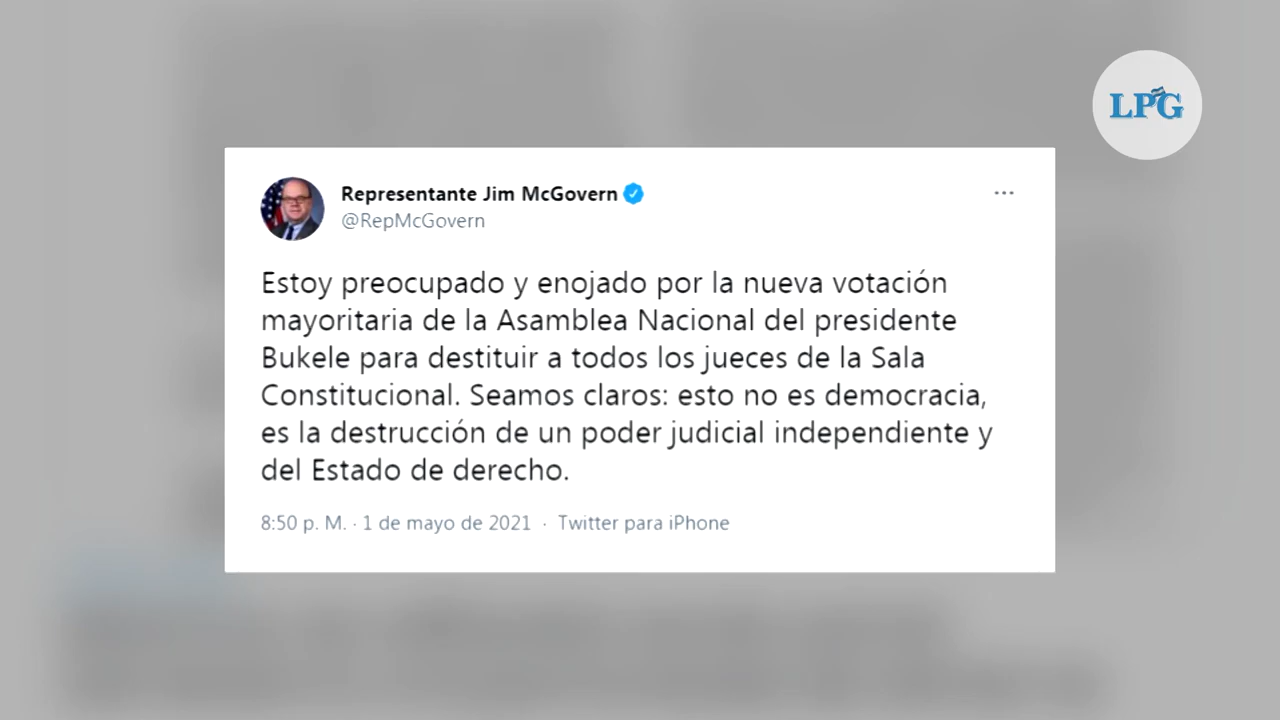 LPG
Representante Jim McGovern
@RepMcGovern
Estoy preocupado y enojado por la nueva votación
mayoritaria de la Asamblea Nacional del presidente
Bukele para destituir a todos los jueces de la Sala
Constitucional. Seamos claros: esto no es democracia,
es la destrucción de un poder judicial independiente y
del Estado de derecho.
8:50 p. M. · 1 de mayo de 2021 · Twitter para iPhone